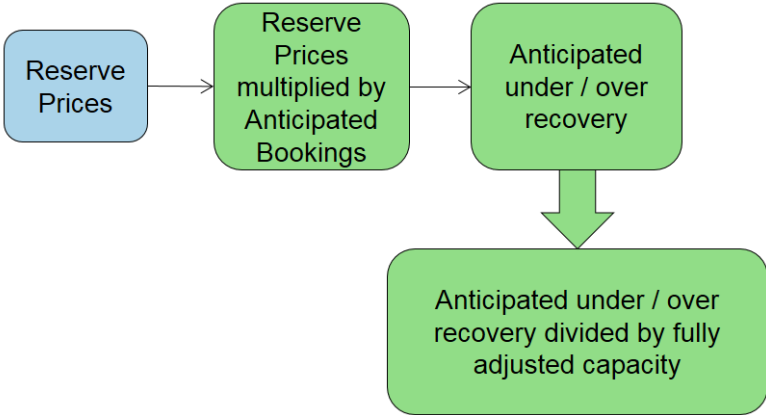 Reserve
Prices
Reserve
Prices
multiplied by
Anticipated
Bookings
Anticipated
under / over
recovery
Anticipated under / over
recovery divided by fully
adjusted capacity